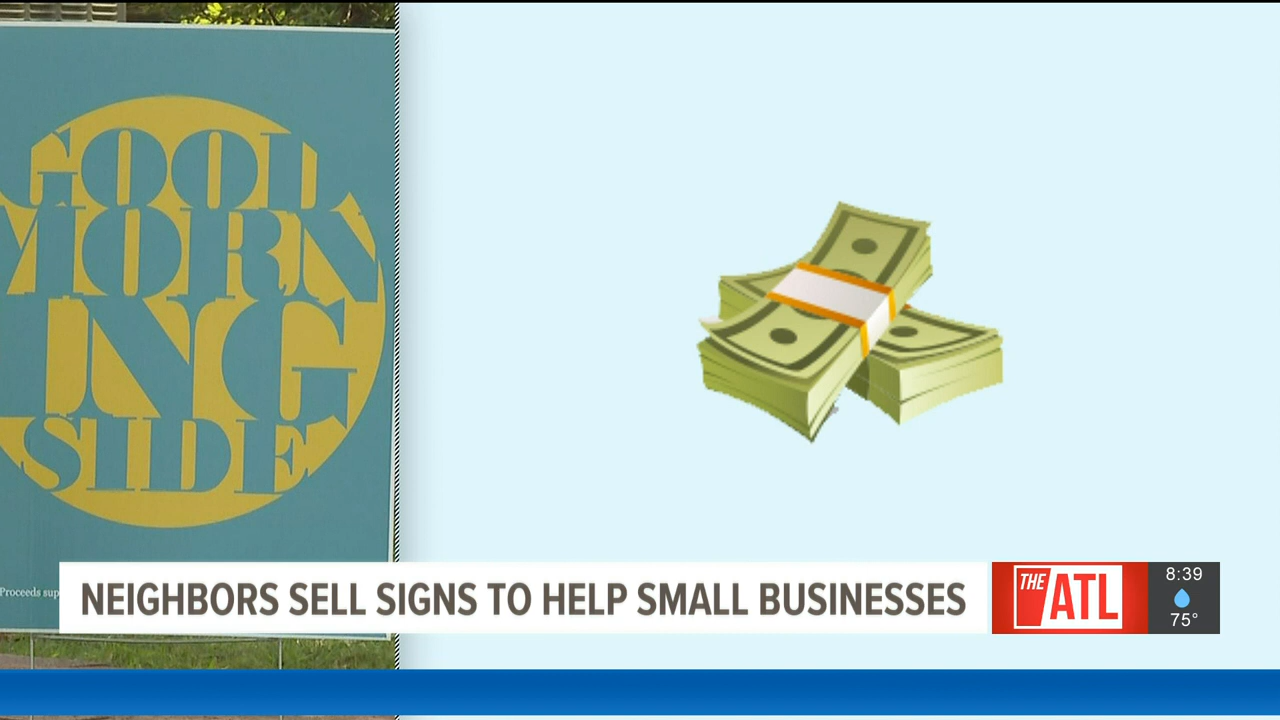 GOOD
MORN
ING
SIDE
Proceeds
NEIGHBORS SELL SIGNS TO HELP SMALL BUSINESSES
THE
ATL
8:39
75°